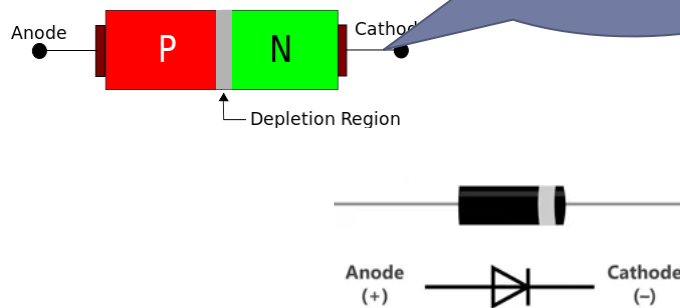 Anode
P
N
Depletion Region
Anode
(+)
Cathode
(–)